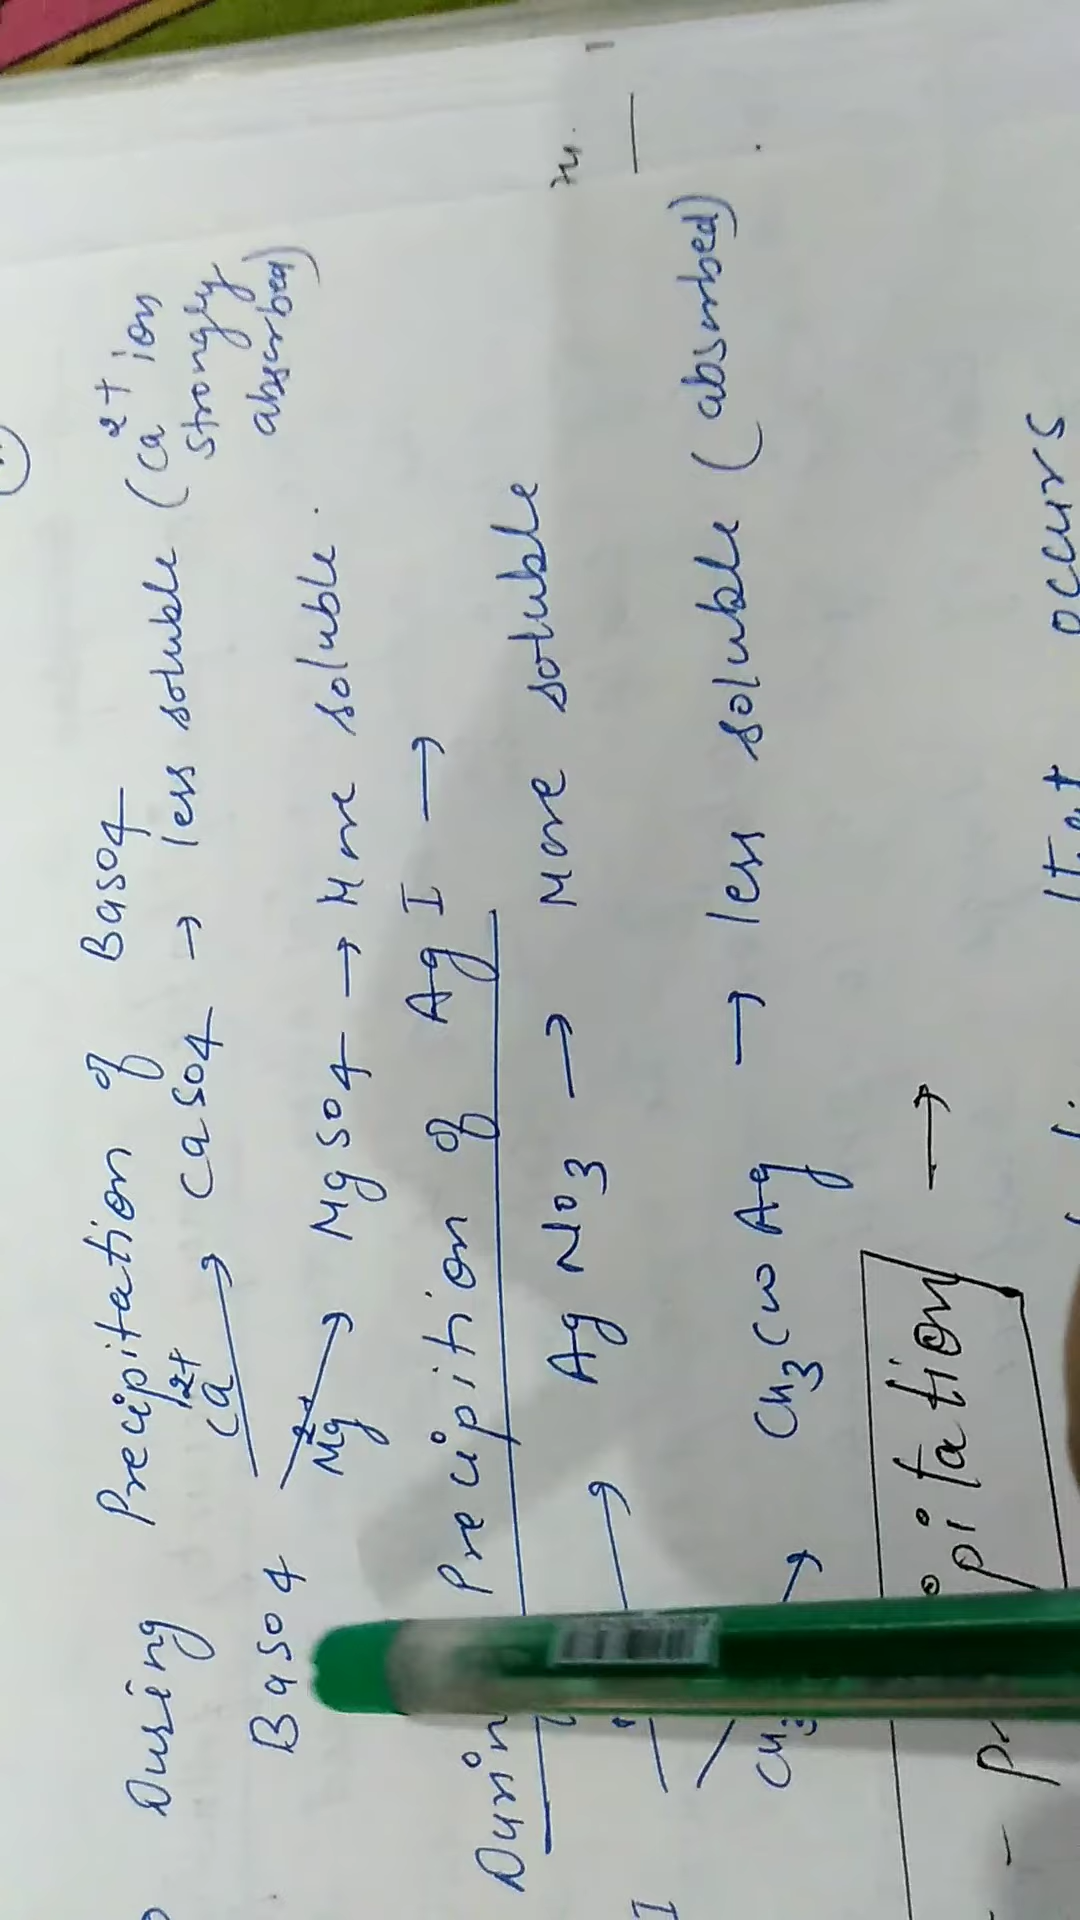 During Precipitation of BaSO4
Ca2+ → CaSO4 → less soluble (Ca2+ ion
strongly
absorbed)
BaSO4
Mg2+ → MgSO4 → More soluble.
Precipition of AgI →
AgNO3 → More soluble
CH3COOAg → less soluble (absorbed)
pitation →
occurs